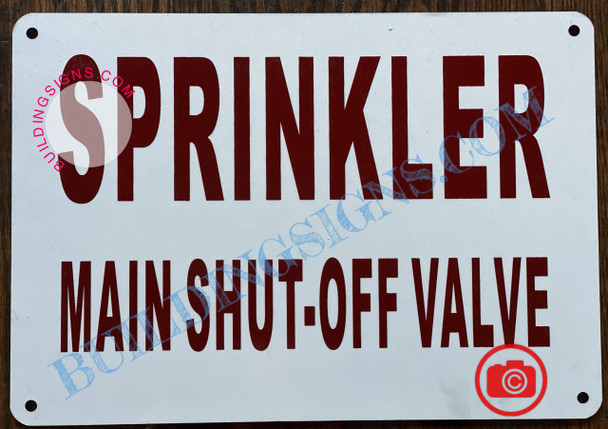 SPRINKLER
MAIN SHUT-OFF VALVE
BUILDINGSIGNS.COM
S
BUILDINGSIGNS.COM
©